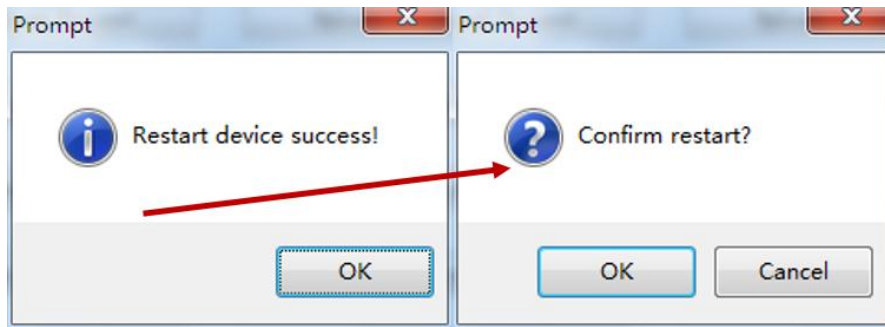 Prompt
Restart device success!
OK
Prompt
Confirm restart?
OK
Cancel